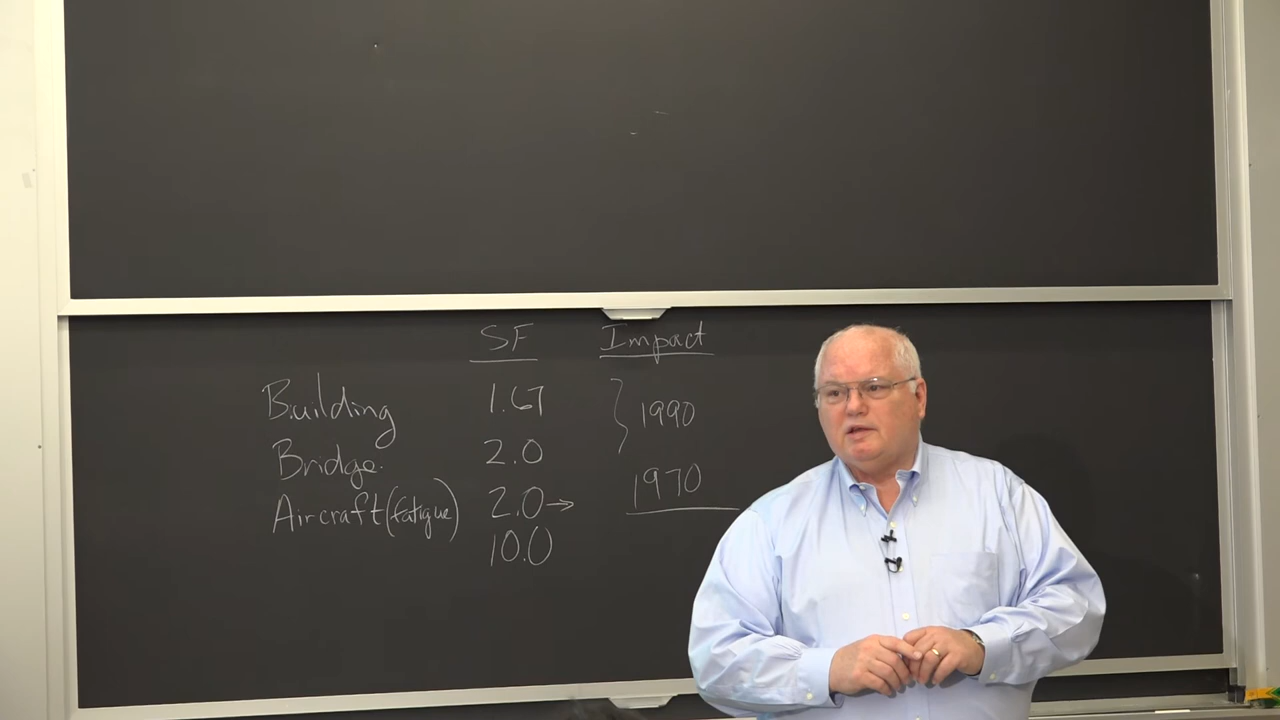 SF Impact
Building 1.67 } 1990
Bridge 2.0
Aircraft (fatigue) 2.0 → 1970
10.0